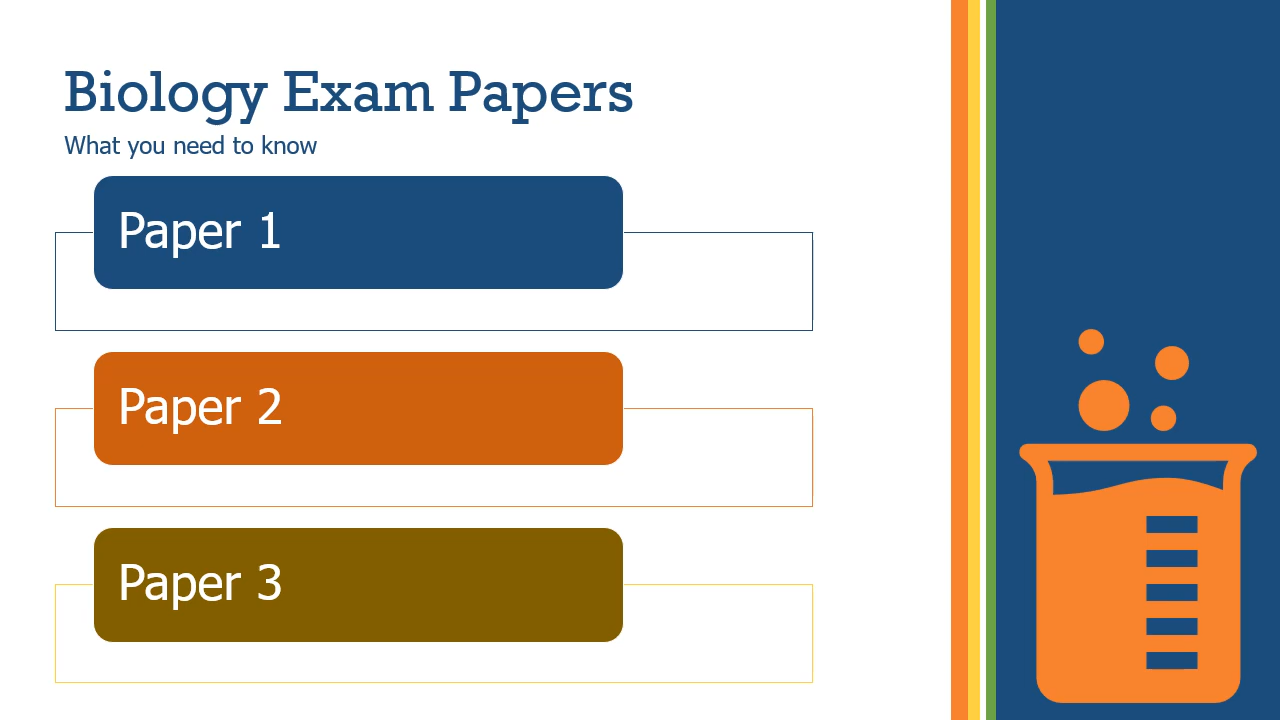 Biology Exam Papers
What you need to know
Paper 1
Paper 2
Paper 3